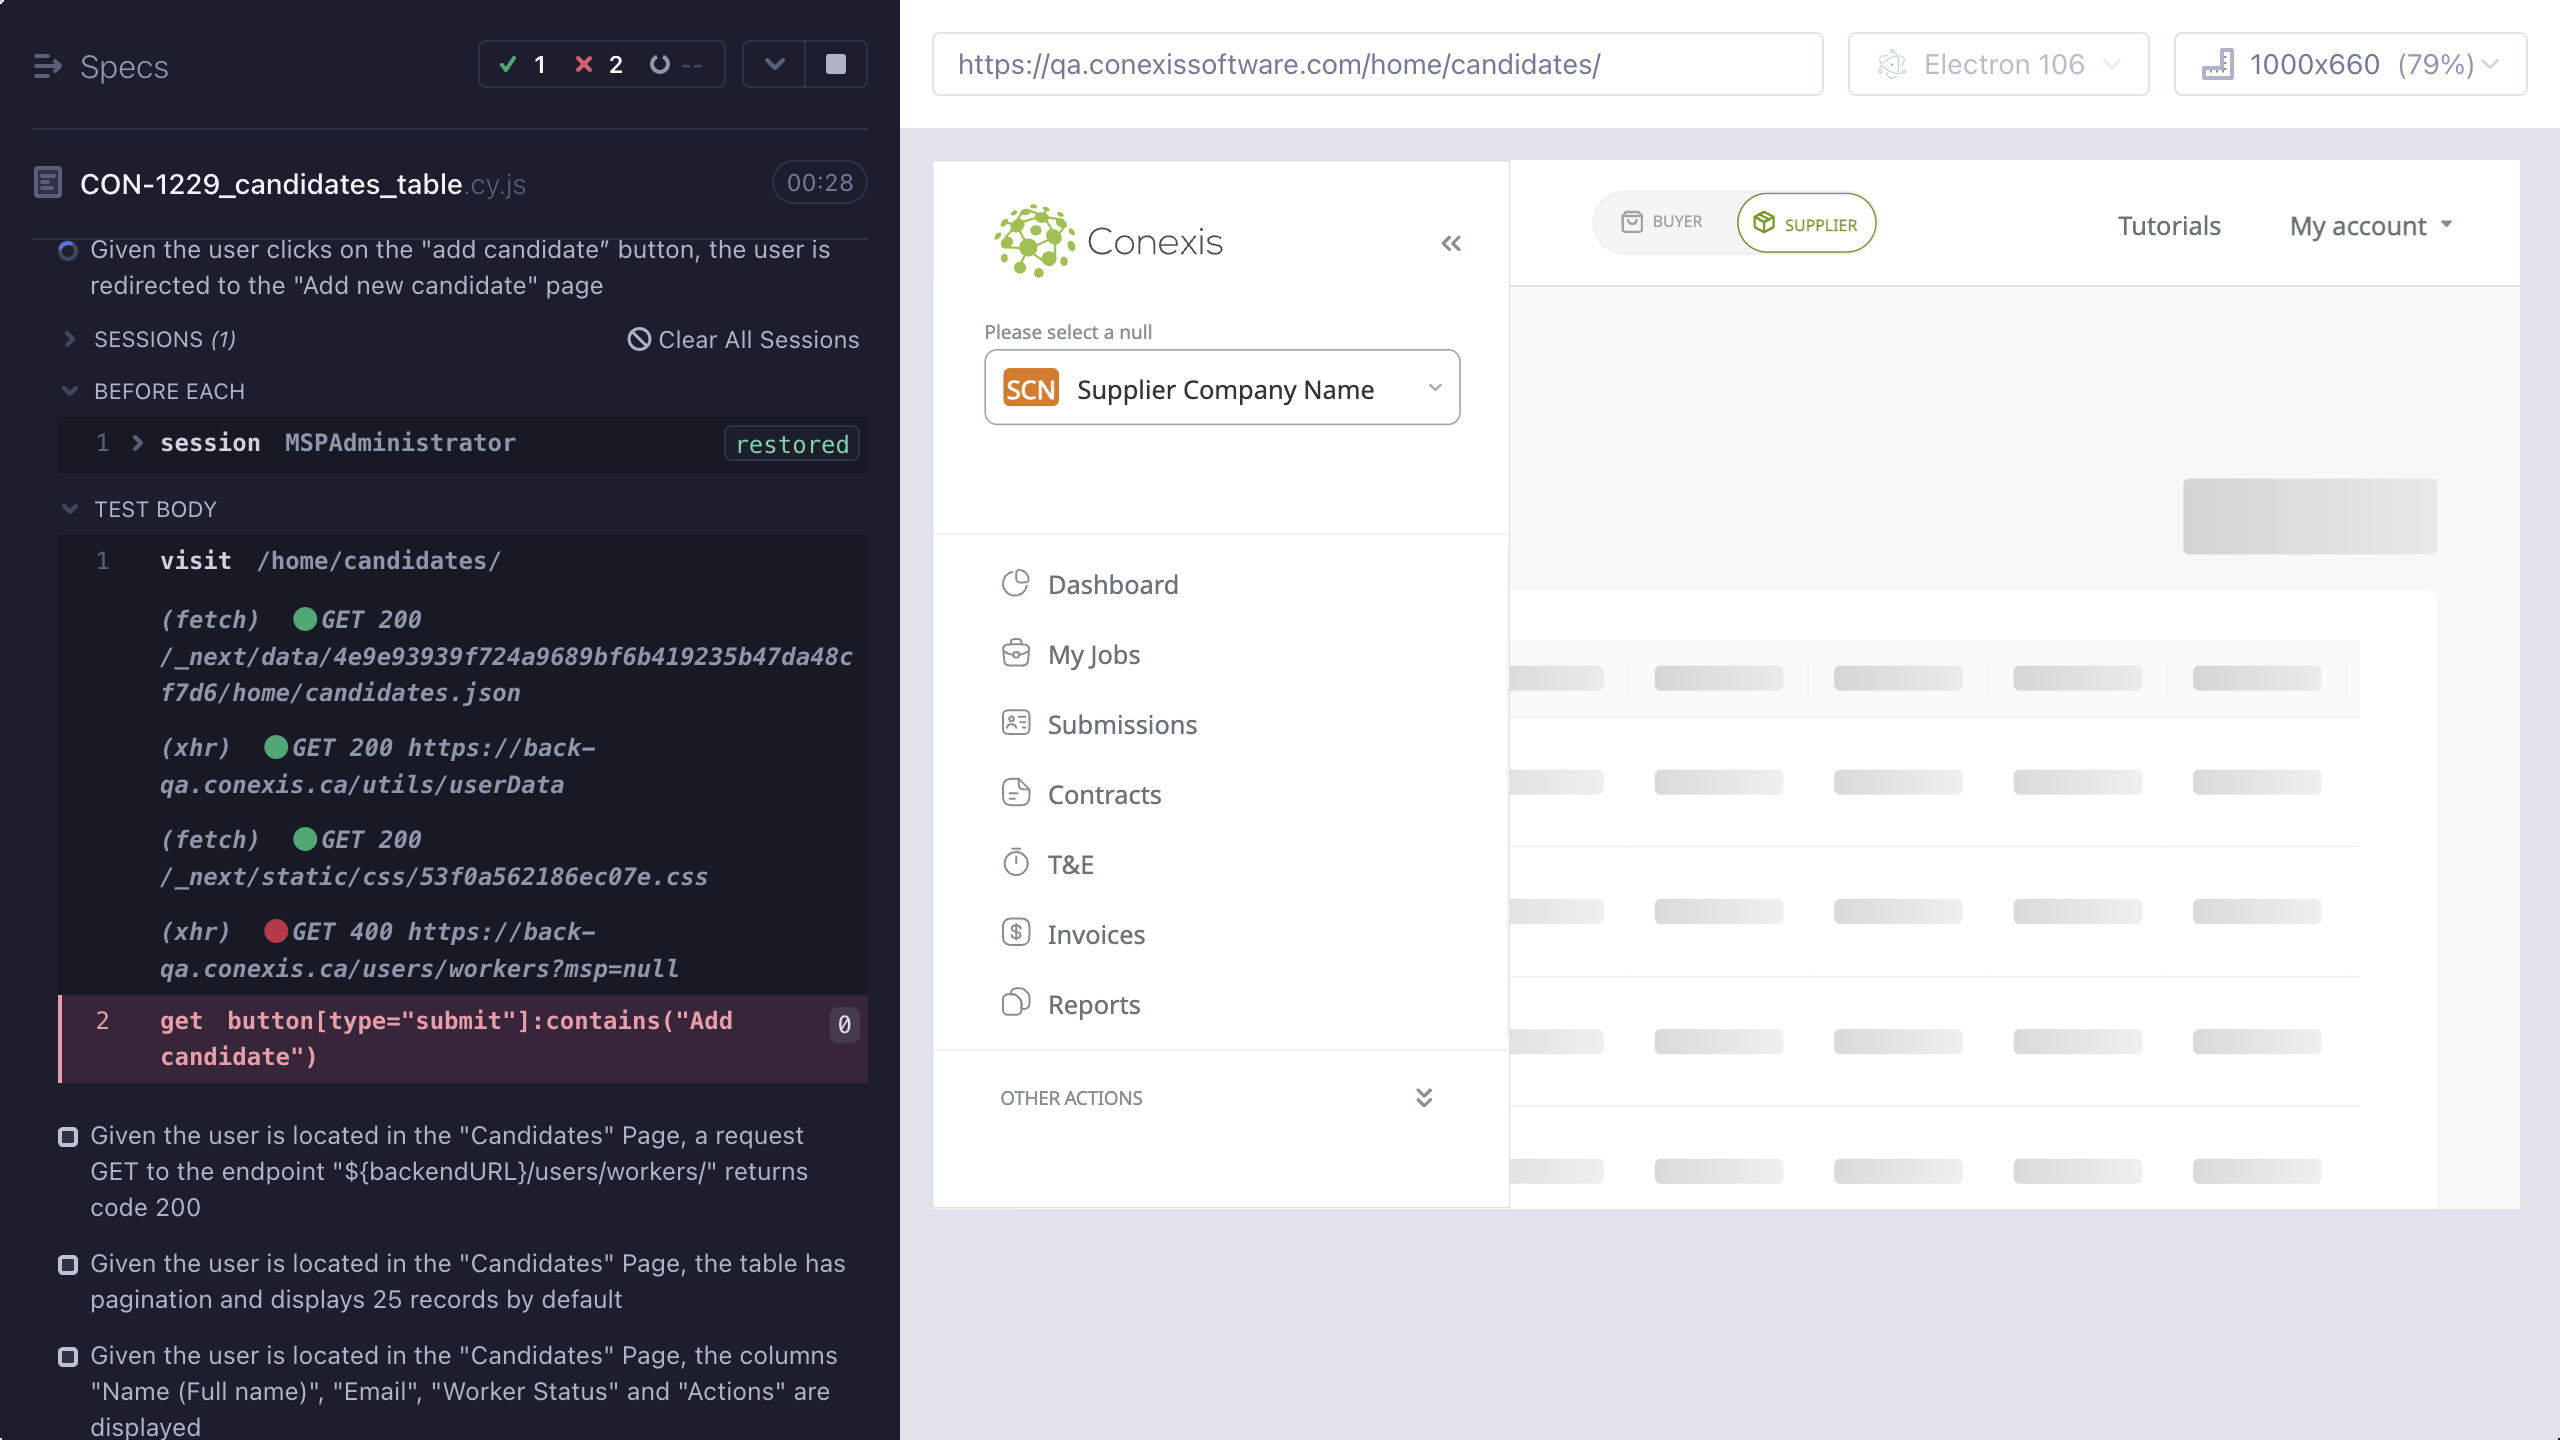 Specs
1
2
--
CON-1229_candidates_table.cy.js
00:28
Given the user clicks on the "add candidate” button, the user is
redirected to the "Add new candidate" page
SESSIONS (1)
Clear All Sessions
BEFORE EACH
1 session MSPAdministrator restored
TEST BODY
1 visit /home/candidates/
(fetch) GET 200
/_next/data/4e9e93939f724a9689bf6b419235b47da48c
f7d6/home/candidates.json
(xhr) GET 200 https://back-
qa.conexis.ca/utils/userData
(fetch) GET 200
/_next/static/css/53f0a562186ec07e.css
(xhr) GET 400 https://back-
qa.conexis.ca/users/workers?msp=null
2 get button[type="submit"]:contains("Add
candidate") 0
Given the user is located in the "Candidates" Page, a request
GET to the endpoint "${backendURL}/users/workers/" returns
code 200
Given the user is located in the "Candidates" Page, the table has
pagination and displays 25 records by default
Given the user is located in the "Candidates" Page, the columns
"Name (Full name)", "Email", "Worker Status" and "Actions" are
displayed
https://qa.conexissoftware.com/home/candidates/
Electron 106
1000x660 (79%)
Conexis
BUYER
SUPPLIER
Tutorials
My account
Please select a null
SCN Supplier Company Name
Dashboard
My Jobs
Submissions
Contracts
T&E
Invoices
Reports
OTHER ACTIONS